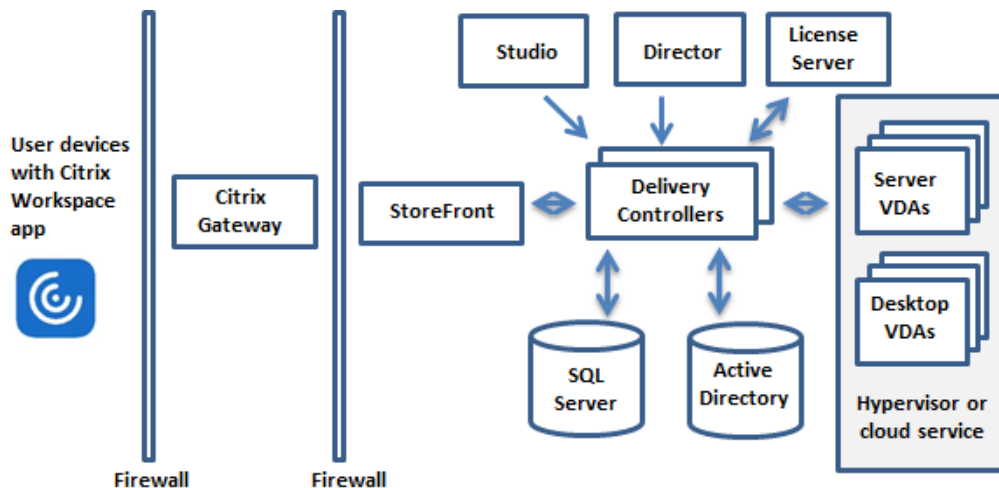 Studio
Director
License
Server
User devices
with Citrix
Workspace
app
Citrix
Gateway
StoreFront
Delivery
Controllers
Server
VDAs
Desktop
VDAs
SQL
Server
Active
Directory
Hypervisor or
cloud service
Firewall
Firewall